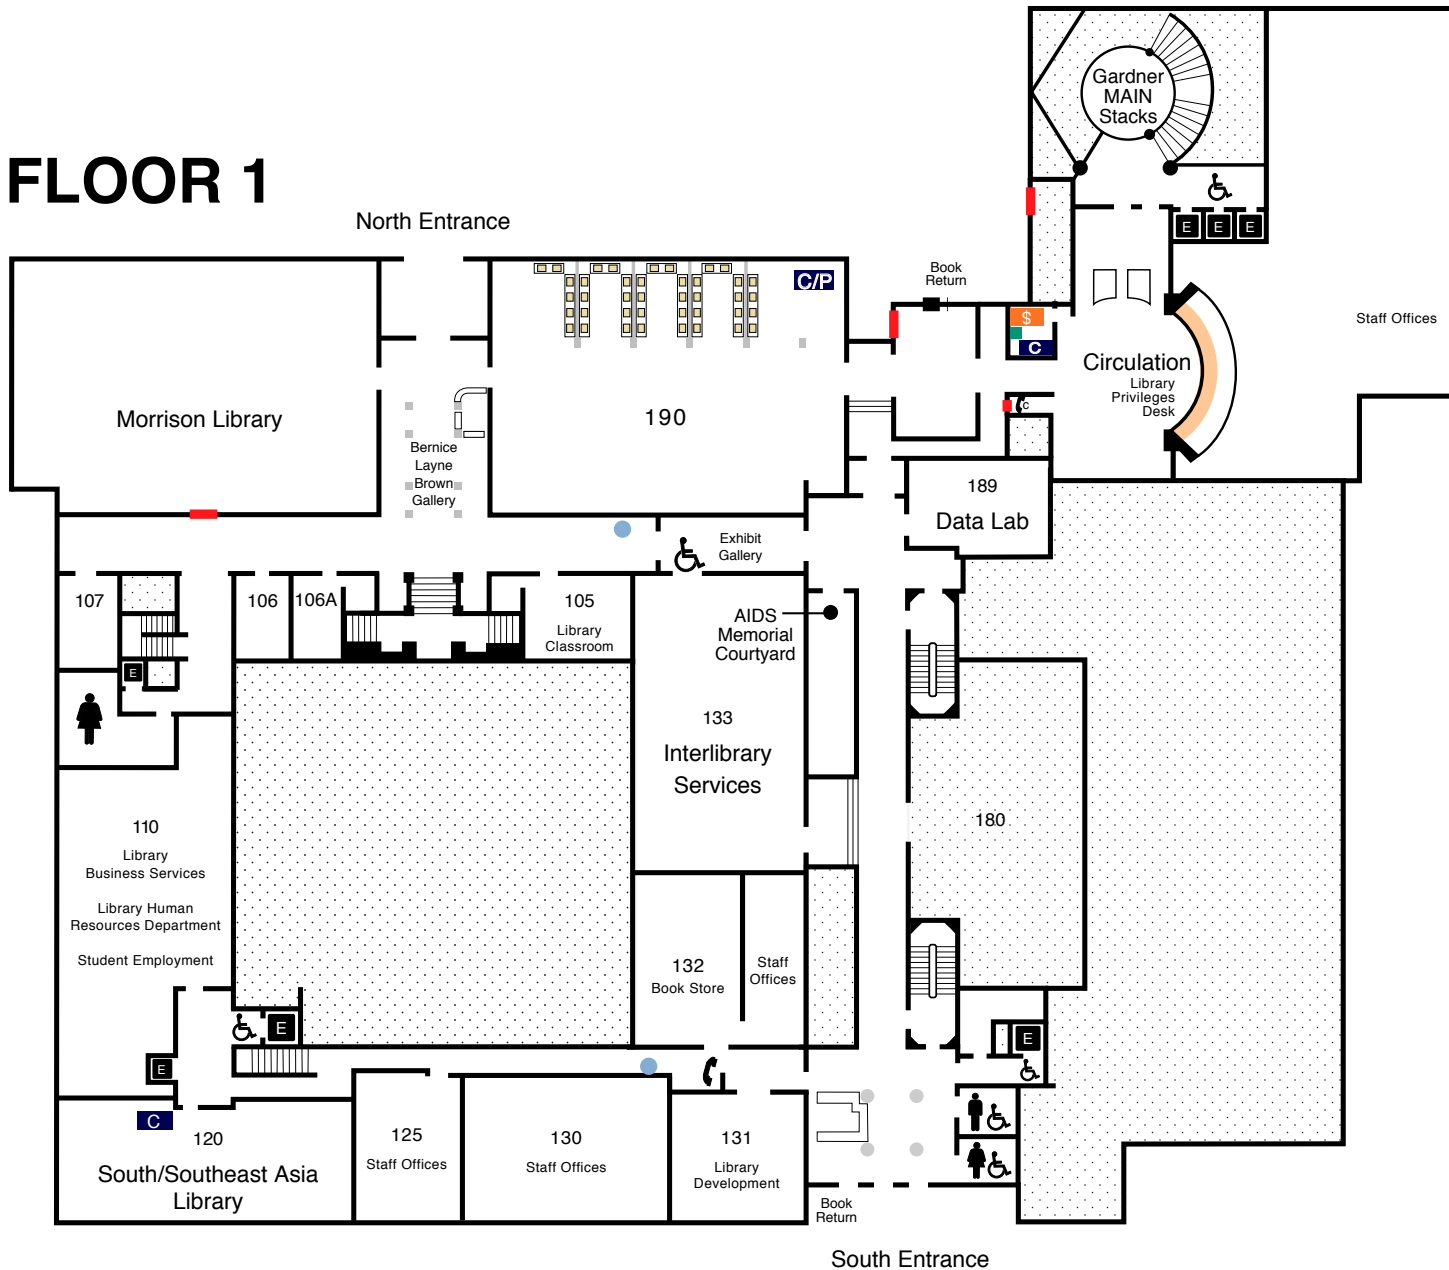 Gardner
MAIN
Stacks
FLOOR 1
North Entrance
E
E
E
Book
Return
C/P
$
C
Staff Offices
Circulation
Library
Privileges
Desk
c
Morrison Library
190
Bernice
Layne
Brown
Gallery
189
Data Lab
Exhibit
Gallery
107
106
106A
105
Library
Classroom
AIDS
Memorial
Courtyard
E
133
Interlibrary
Services
110
Library
Business Services
Library Human
Resources Department
Student Employment
180
132
Book Store
Staff
Offices
E
E
E
C
120
South/Southeast Asia
Library
125
Staff Offices
130
Staff Offices
131
Library
Development
Book
Return
South Entrance